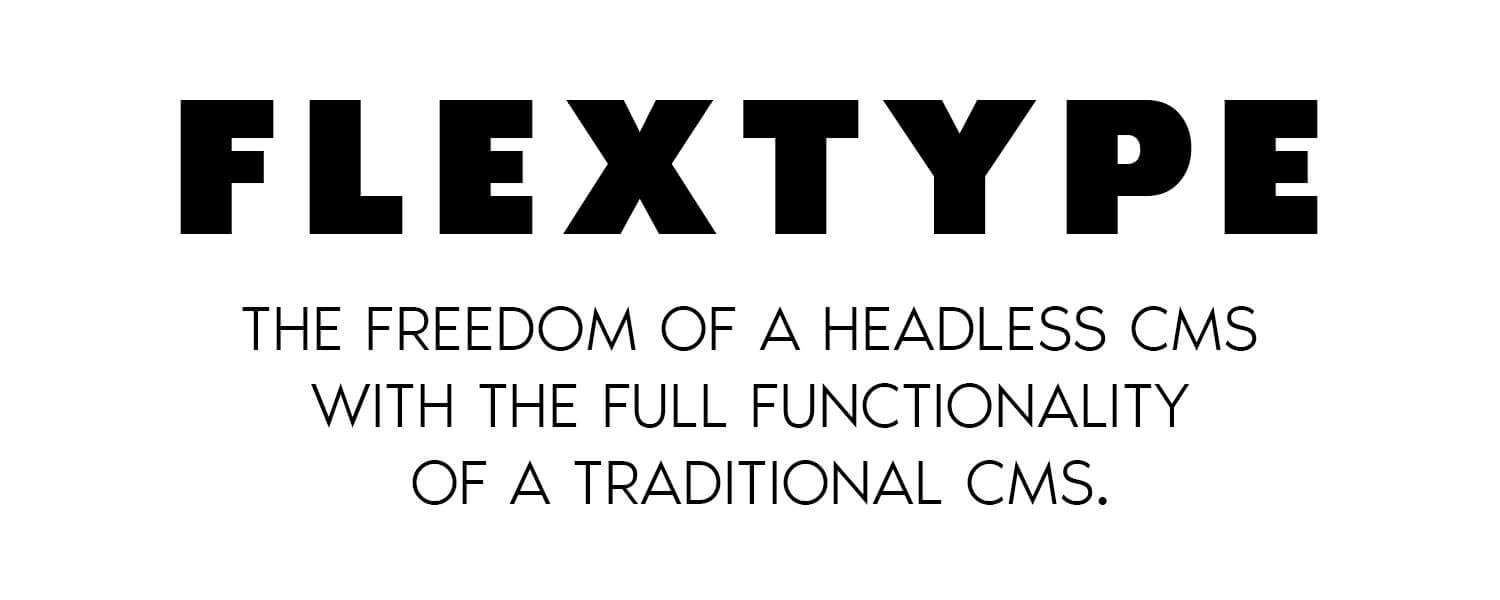 FLEXTYPE
THE FREEDOM OF A HEADLESS CMS
WITH THE FULL FUNCTIONALITY
OF A TRADITIONAL CMS.